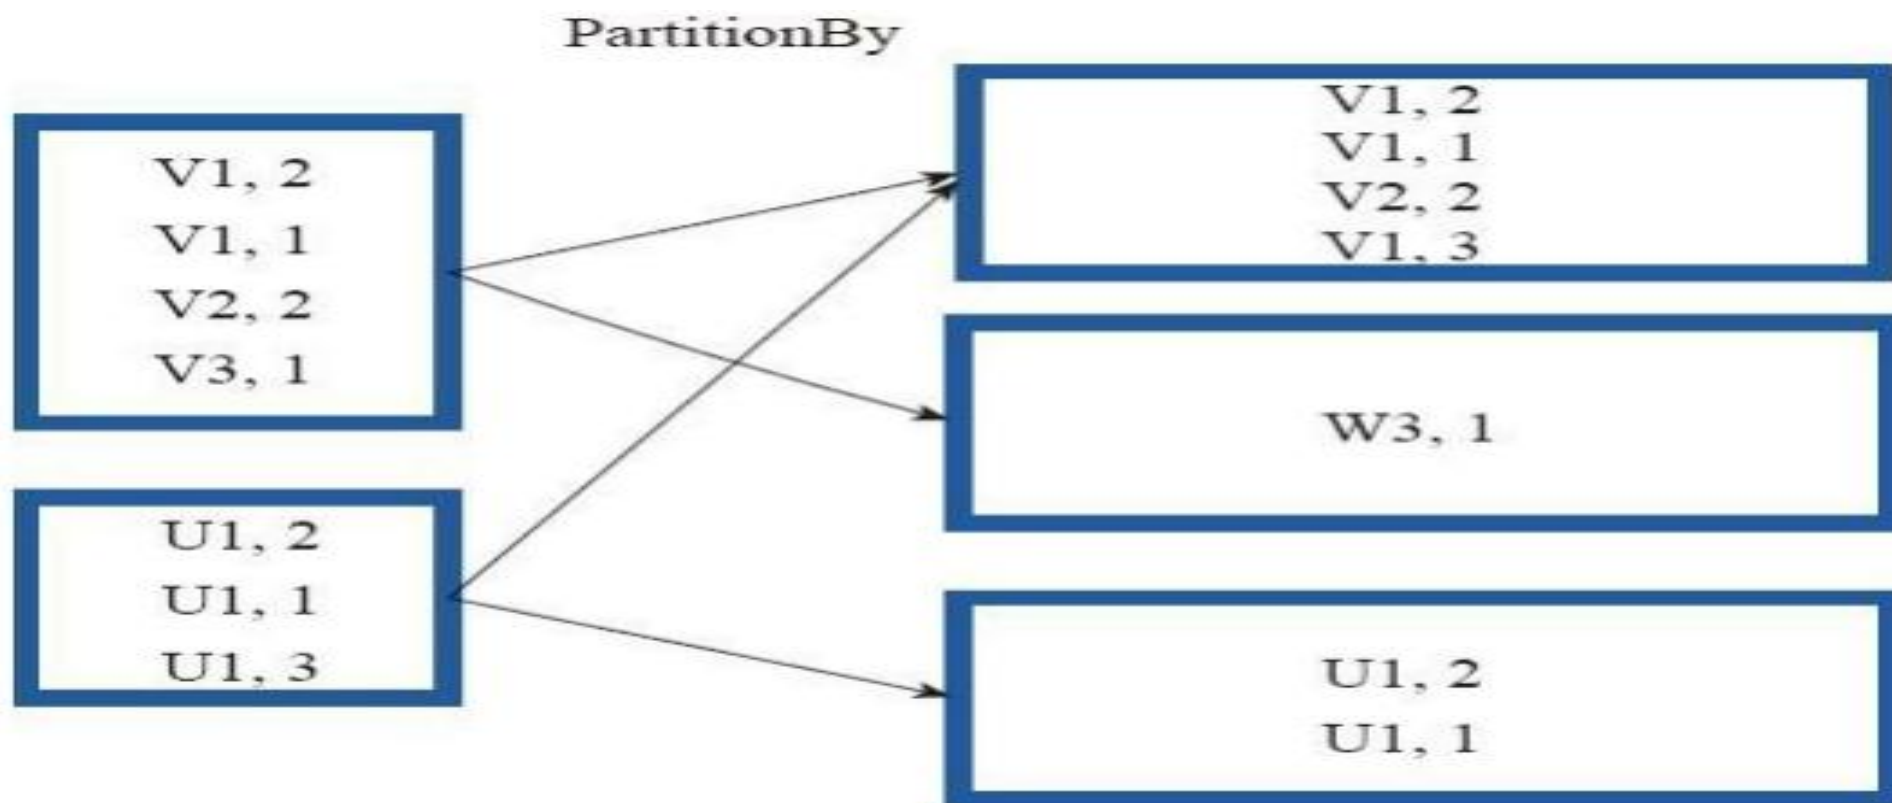 PartitionBy
V1, 2
V1, 1
V2, 2
V3, 1
U1, 2
U1, 1
U1, 3
V1, 2
V1, 1
V2, 2
V1, 3
W3, 1
U1, 2
U1, 1